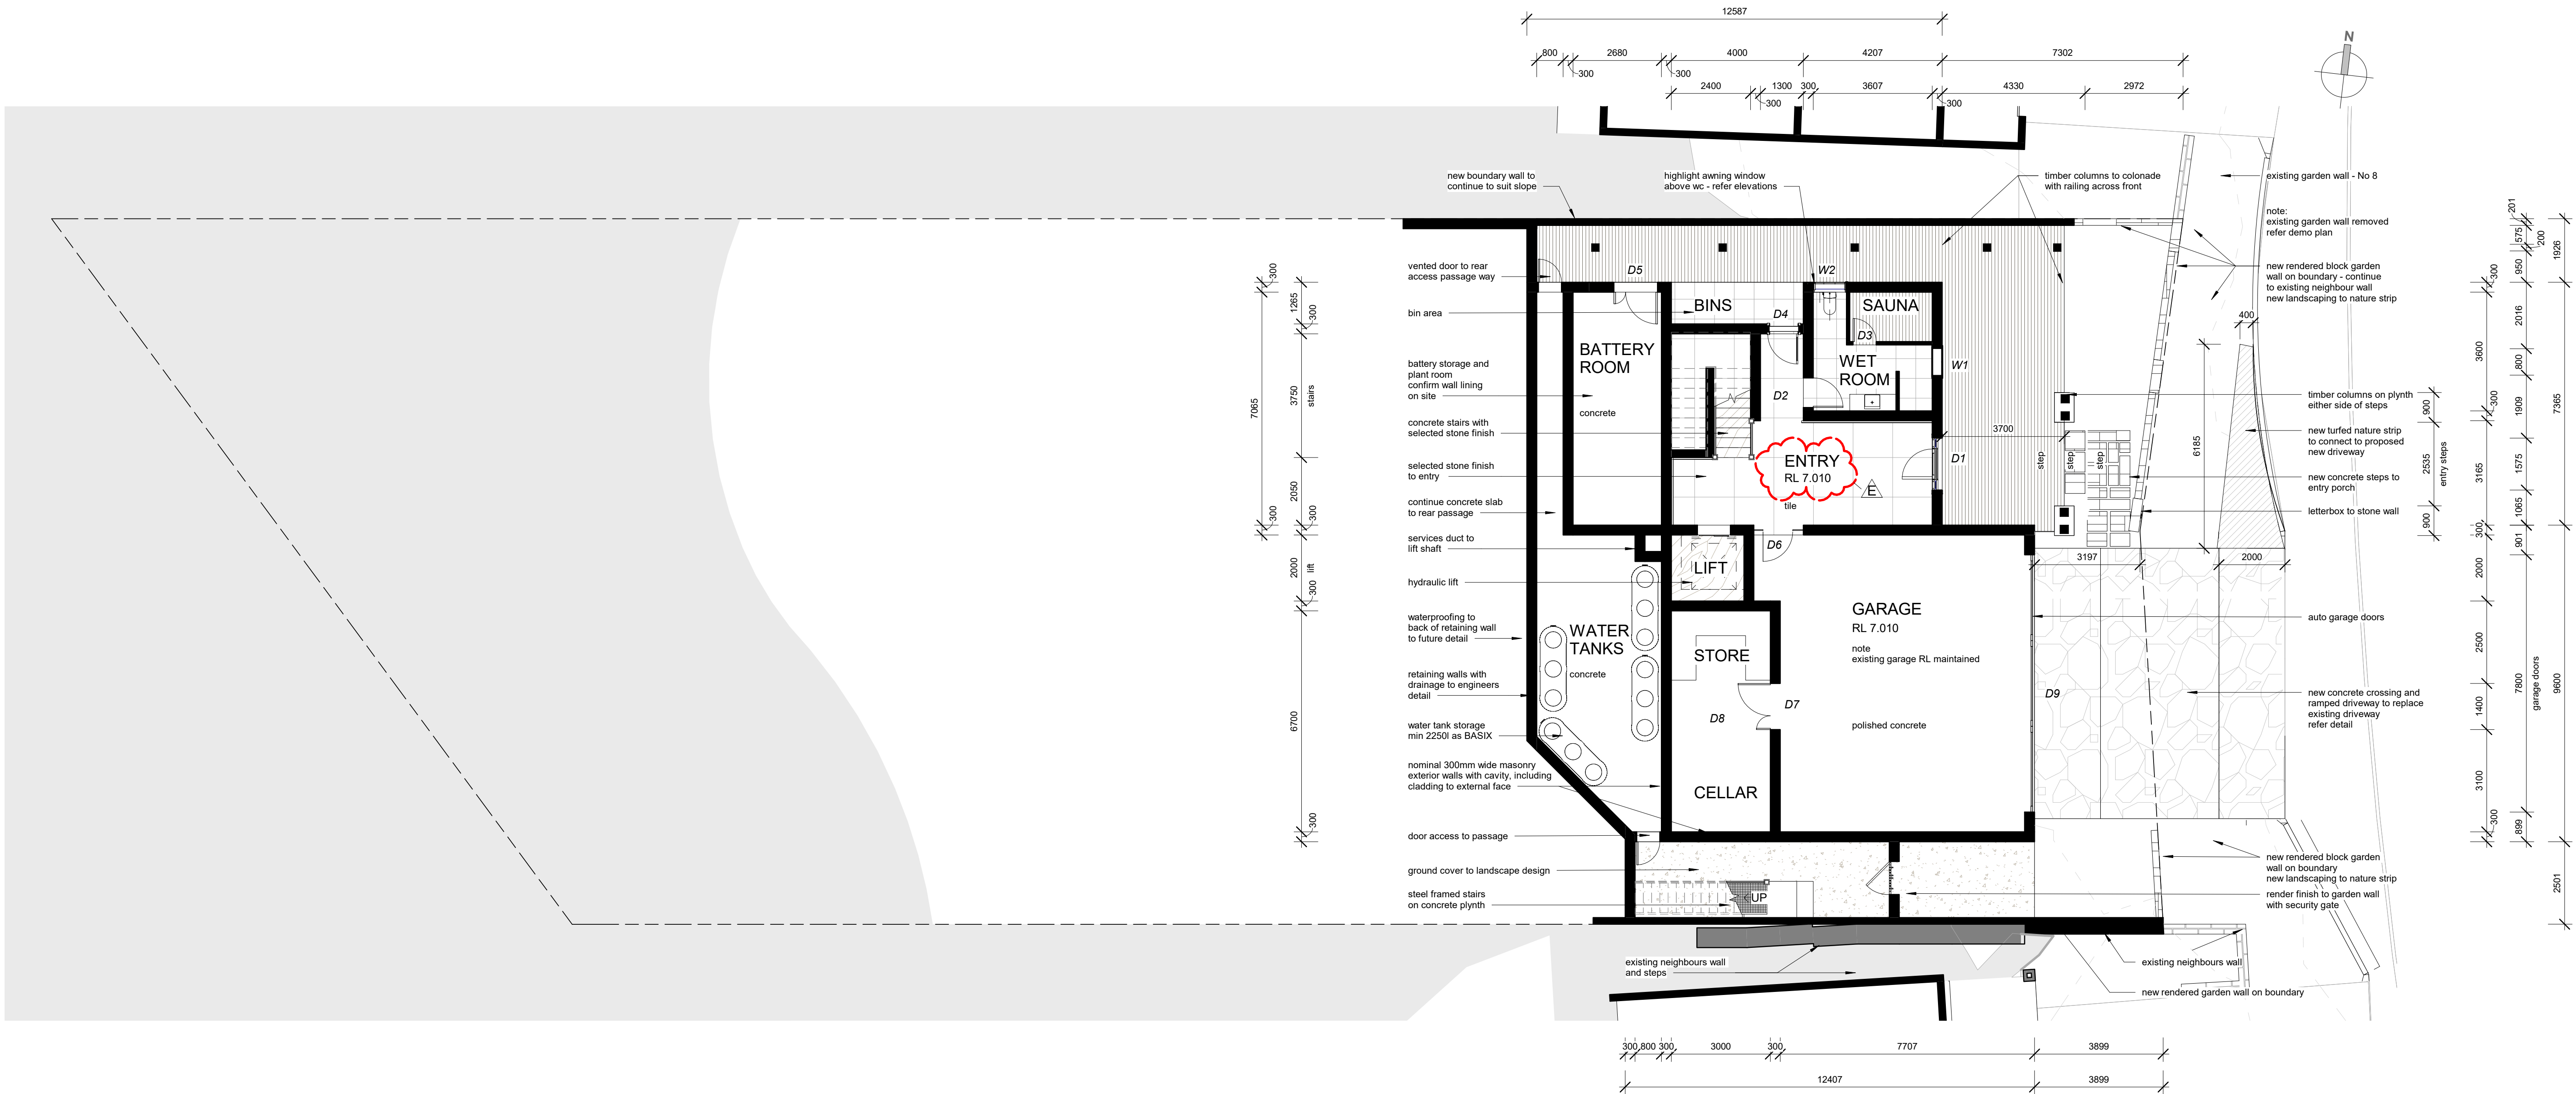 12587
N
800
2680
4000
4207
7302
300
300
2400
1300
300
3607
4330
2972
300
300
new boundary wall to
continue to suit slope
highlight awning window
above wc - refer elevations
timber columns to colonade
with railing across front
existing garden wall - No 8
note:
existing garden wall removed
refer demo plan
new rendered block garden
wall on boundary - continue
to existing neighbour wall
new landscaping to nature strip
timber columns on plynth
either side of steps
new turfed nature strip
to connect to proposed
new driveway
new concrete steps to
entry porch
letterbox to stone wall
auto garage doors
new concrete crossing and
ramped driveway to replace
existing driveway
refer detail
new rendered block garden
wall on boundary
new landscaping to nature strip
render finish to garden wall
with security gate
vented door to rear
access passage way
bin area
battery storage and
plant room
confirm wall lining
on site
concrete stairs with
selected stone finish
selected stone finish
to entry
continue concrete slab
to rear passage
services duct to
lift shaft
hydraulic lift
waterproofing to
back of retaining wall
to future detail
retaining walls with
drainage to engineers
detail
water tank storage
min 2250l as BASIX
nominal 300mm wide masonry
exterior walls with cavity, including
cladding to external face
door access to passage
ground cover to landscape design
steel framed stairs
on concrete plynth
D5
W2
BINS
D4
SAUNA
D3
BATTERY
ROOM
concrete
WET
ROOM
W1
D2
ENTRY
RL 7.010
E
tile
D1
3700
step
step
step
D6
LIFT
GARAGE
RL 7.010
note
existing garage RL maintained
polished concrete
WATER
TANKS
concrete
STORE
D7
D8
CELLAR
D9
UP
400
6185
3197
2000
300
7065
300
1265
300
3750
stairs
2050
300
2000
lift
300
6700
300
201
575
200
950
1926
300
3600
300
2016
800
1909
900
7365
2535
entry steps
3165
1575
1065
900
300
901
2000
2500
7800
garage doors
9600
1400
3100
300
899
2501
existing neighbours wall
and steps
existing neighbours wall
new rendered garden wall on boundary
300
800
300
3000
300
7707
3899
12407
3899